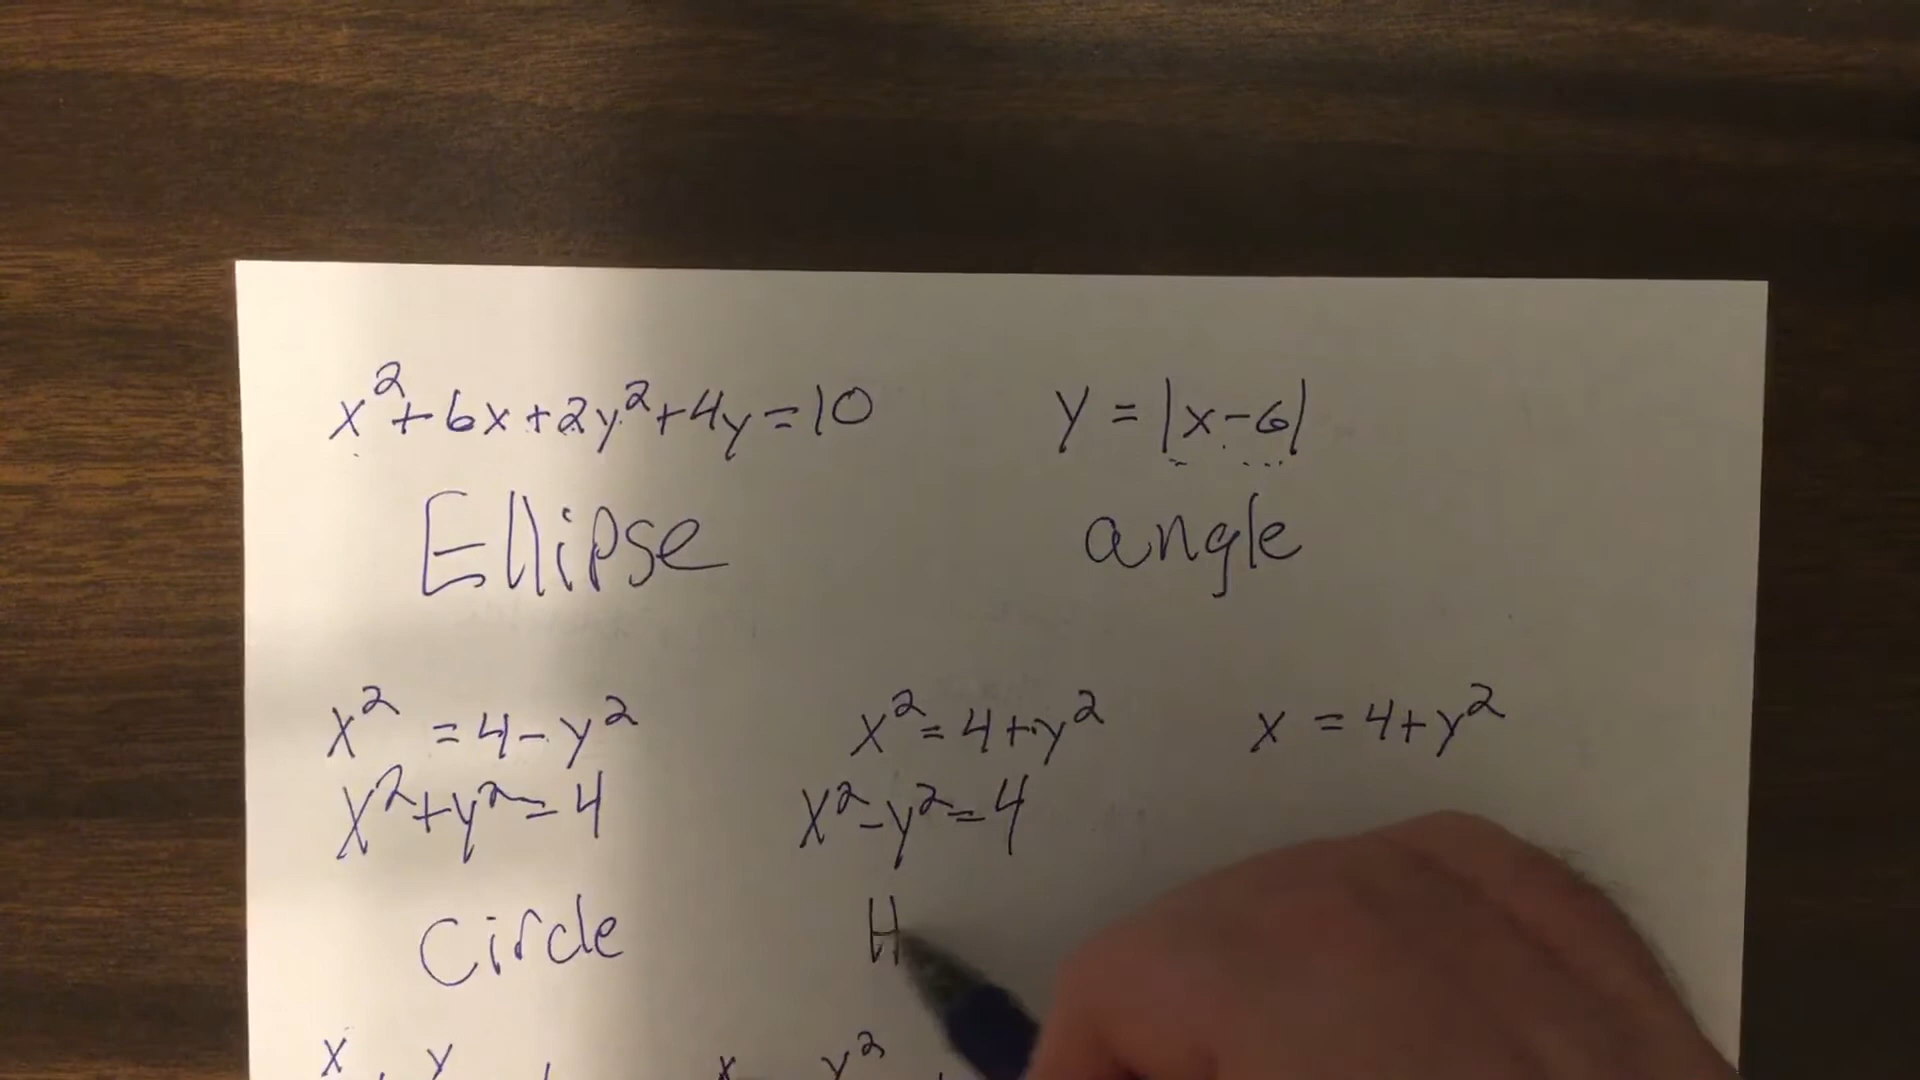 x²+6x+2y²+4y=10
y=|x-6|
Ellipse
angle
x² =4-y²
x²=4+y²
x =4+y²
x²+y²=4
x²-y²=4
Circle
H
x y
x y²